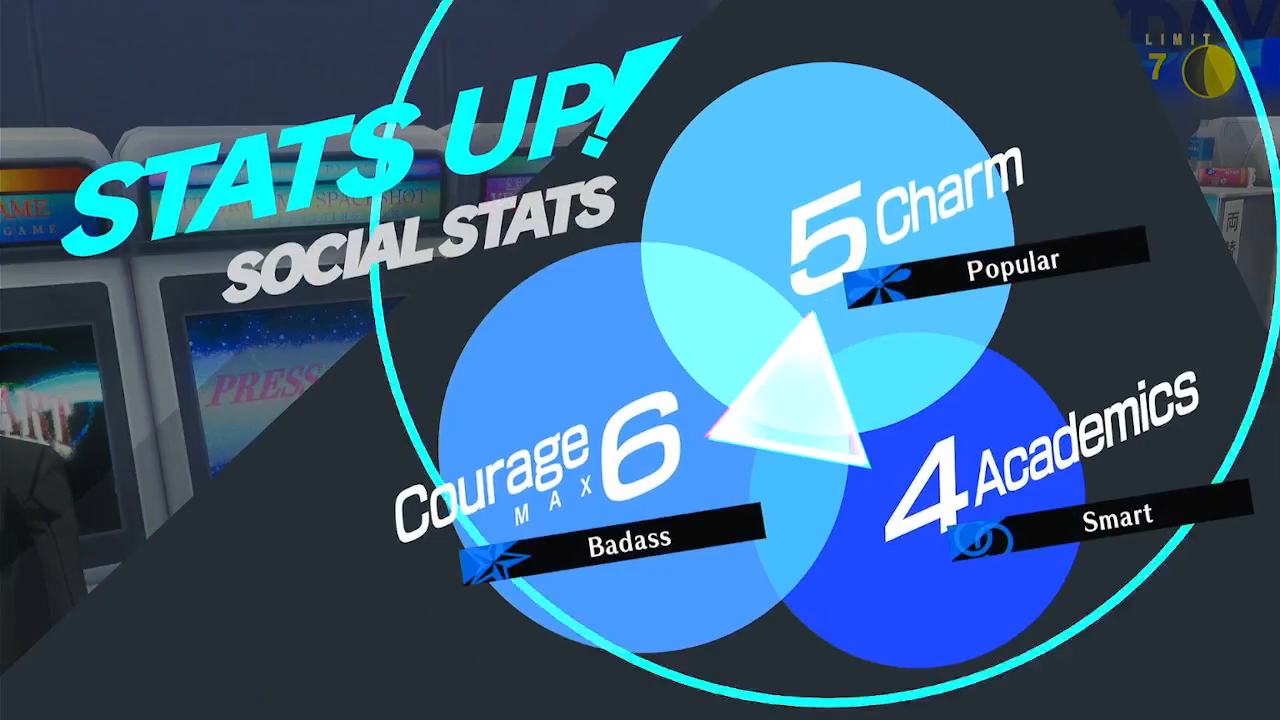 STATS UP!
SOCIAL STATS
LIMIT
7
5 Charm
Popular
Courage 6
MAX
Badass
4 Academics
Smart
GAME
GAME
SPACE SHOT
PRESS